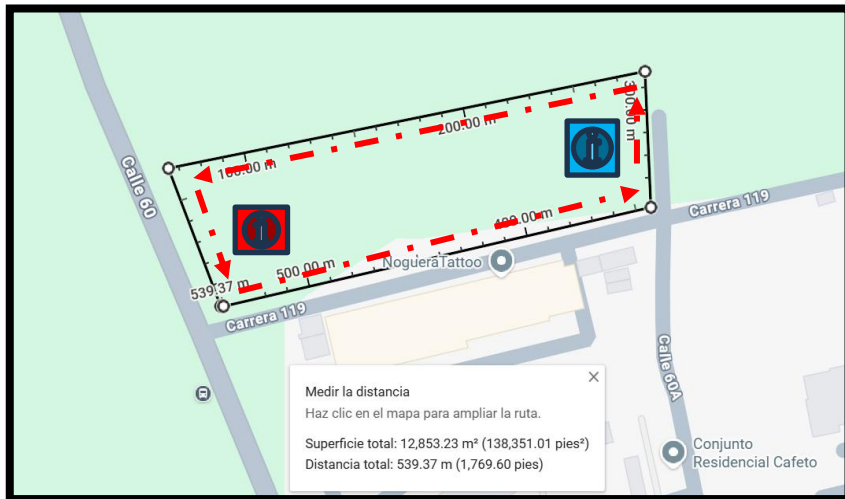 Calle 60
100.00 m
200.00 m
300.00 m
400.00 m
500.00 m
539.37 m
NogueraTattoo
Carrera 119
Carrera 119
Calle 60A
Medir la distancia
Haz clic en el mapa para ampliar la ruta.
Superficie total: 12,853.23 m² (138,351.01 pies²)
Distancia total: 539.37 m (1,769.60 pies)
Conjunto
Residencial Cafeto